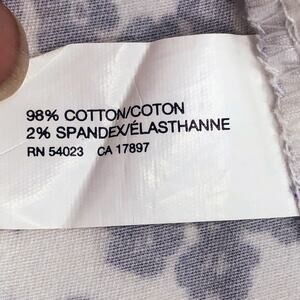 98% COTTON/COTON
2% SPANDEX/ÉLASTHANNE
RN 54023 CA 17897